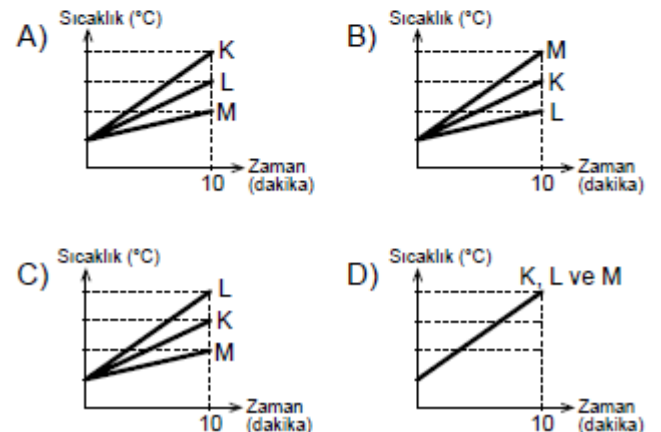 A)
Sıcaklık (°C)
K
L
M
10
Zaman
(dakika)
B)
Sıcaklık (°C)
M
K
L
10
Zaman
(dakika)
C)
Sıcaklık (°C)
L
K
M
10
Zaman
(dakika)
D)
Sıcaklık (°C)
K, L ve M
10
Zaman
(dakika)